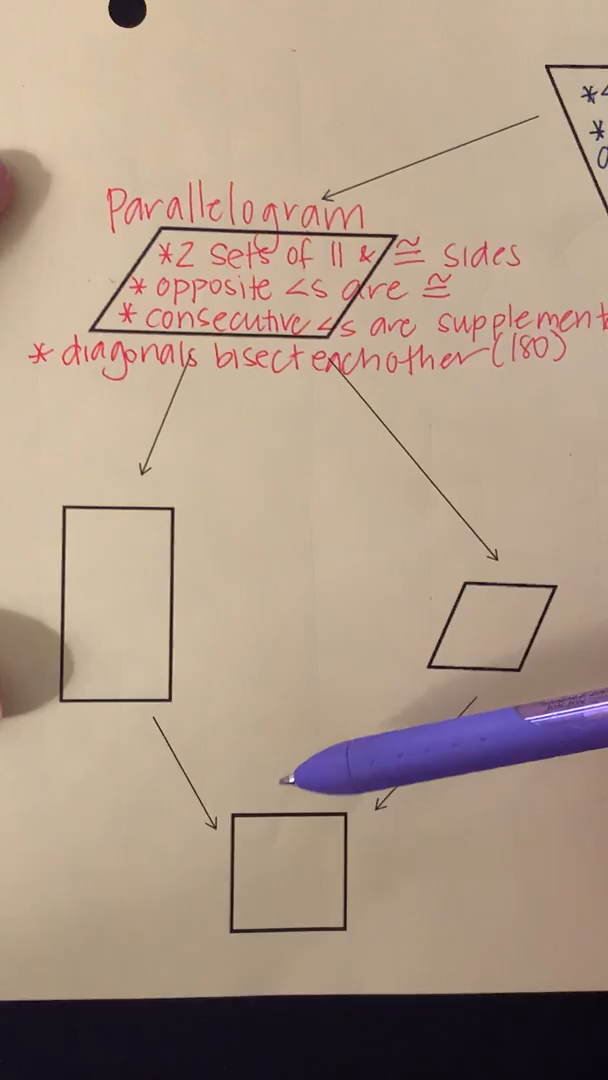 *<
*
Parallelogram
*2 sets of || & ≅ sides
* opposite <s are ≅
* consecutive <s are supplement
* diagonals bisect eachother (180)